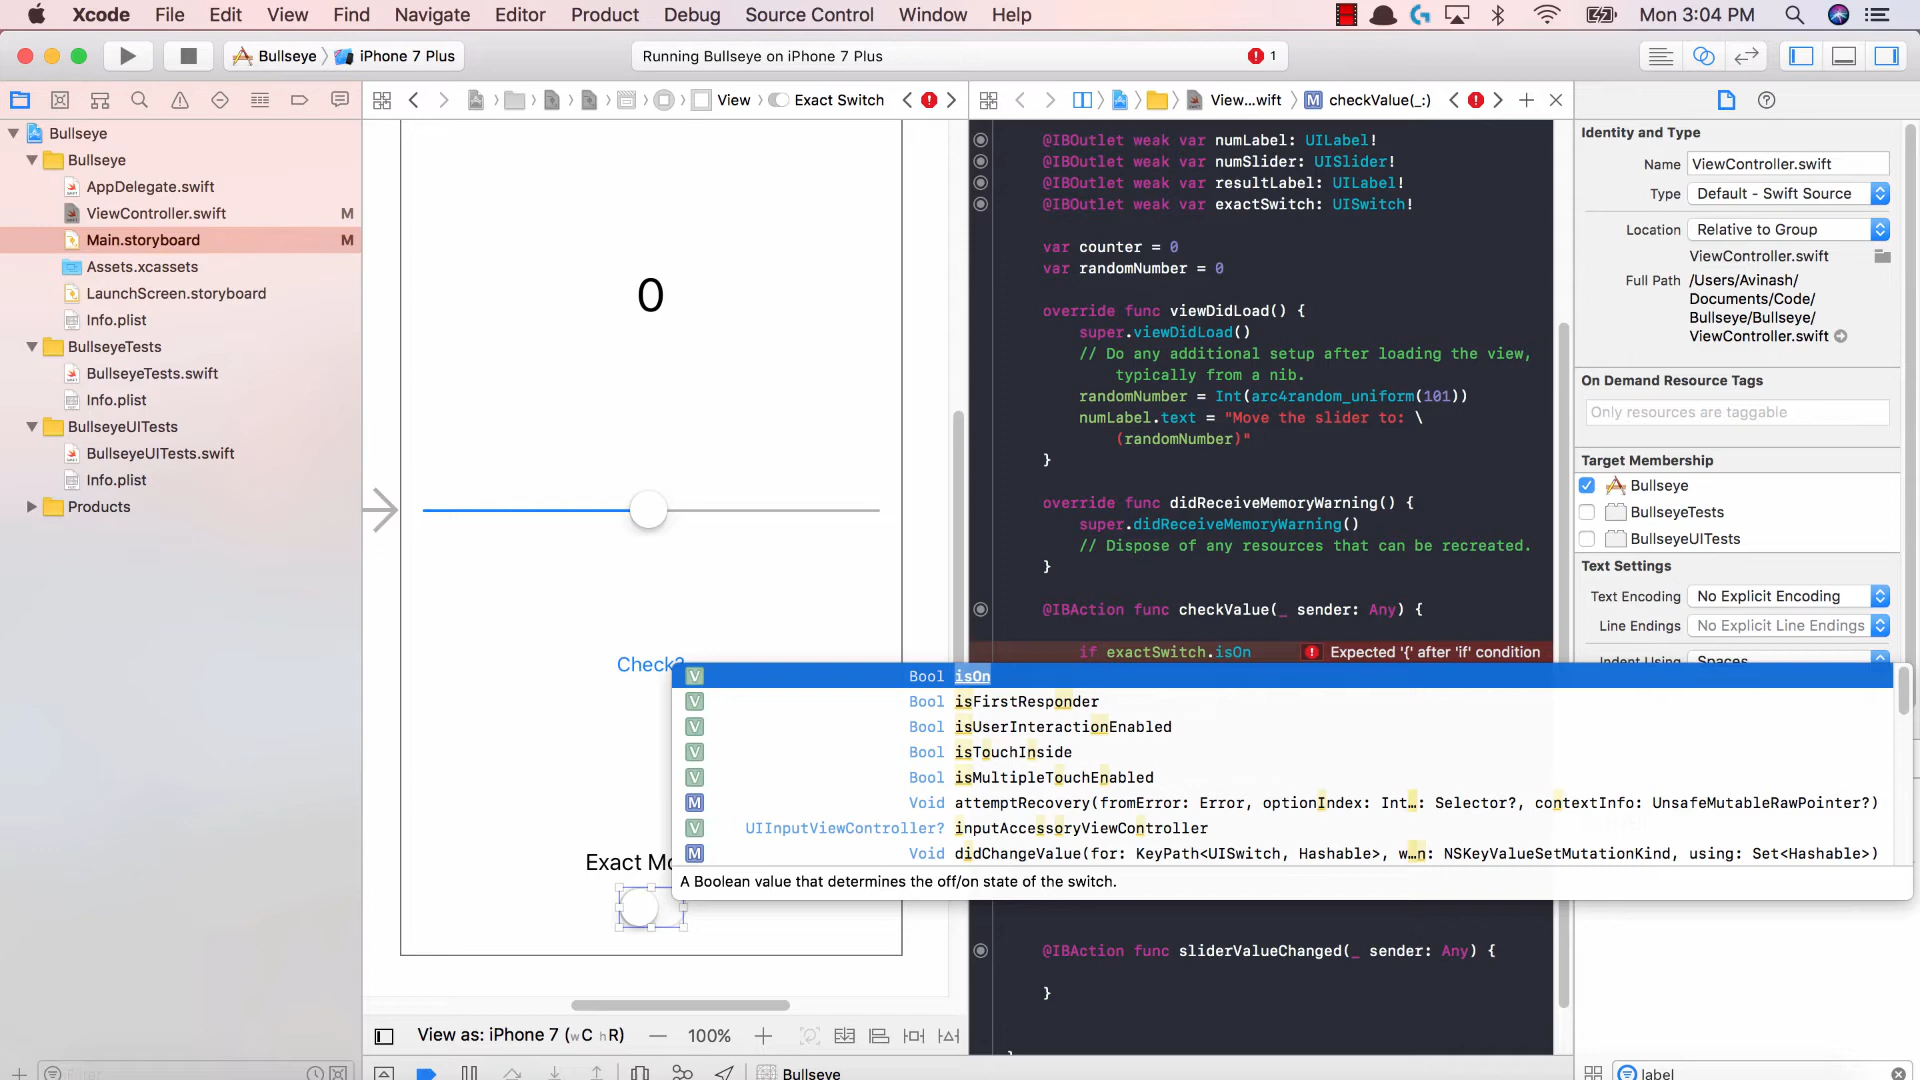 Xcode File Edit View Find Navigate Editor Product Debug Source Control Window Help Mon 3:04 PM
Bullseye iPhone 7 Plus Running Bullseye on iPhone 7 Plus 1
View Exact Switch View...wift M checkValue(_:)
Bullseye
Bullseye
AppDelegate.swift
ViewController.swift M
Main.storyboard M
Assets.xcassets
LaunchScreen.storyboard
Info.plist
BullseyeTests
BullseyeTests.swift
Info.plist
BullseyeUITests
BullseyeUITests.swift
Info.plist
Products
0
Check?
Exact Mo
View as: iPhone 7 (wC hR) — 100% +
@IBOutlet weak var numLabel: UILabel!
@IBOutlet weak var numSlider: UISlider!
@IBOutlet weak var resultLabel: UILabel!
@IBOutlet weak var exactSwitch: UISwitch!
var counter = 0
var randomNumber = 0
override func viewDidLoad() {
super.viewDidLoad()
// Do any additional setup after loading the view,
typically from a nib.
randomNumber = Int(arc4random_uniform(101))
numLabel.text = "Move the slider to: \
(randomNumber)"
}
override func didReceiveMemoryWarning() {
super.didReceiveMemoryWarning()
// Dispose of any resources that can be recreated.
}
@IBAction func checkValue(_ sender: Any) {
if exactSwitch.isOn Expected '{' after 'if' condition
V Bool isOn
V Bool isFirstResponder
V Bool isUserInteractionEnabled
V Bool isTouchInside
V Bool isMultipleTouchEnabled
M Void attemptRecovery(fromError: Error, optionIndex: Int…: Selector?, contextInfo: UnsafeMutableRawPointer?)
V UIInputViewController? inputAccessoryViewController
M Void didChangeValue(for: KeyPath<UISwitch, Hashable>, w…n: NSKeyValueSetMutationKind, using: Set<Hashable>)
A Boolean value that determines the off/on state of the switch.
@IBAction func sliderValueChanged(_ sender: Any) {
}
Identity and Type
Name ViewController.swift
Type Default - Swift Source
Location Relative to Group
ViewController.swift
Full Path /Users/Avinash/
Documents/Code/
Bullseye/Bullseye/
ViewController.swift
On Demand Resource Tags
Only resources are taggable
Target Membership
Bullseye
BullseyeTests
BullseyeUITests
Text Settings
Text Encoding No Explicit Encoding
Line Endings No Explicit Line Endings
Indent Using Spaces
Filter
Bullseye
label